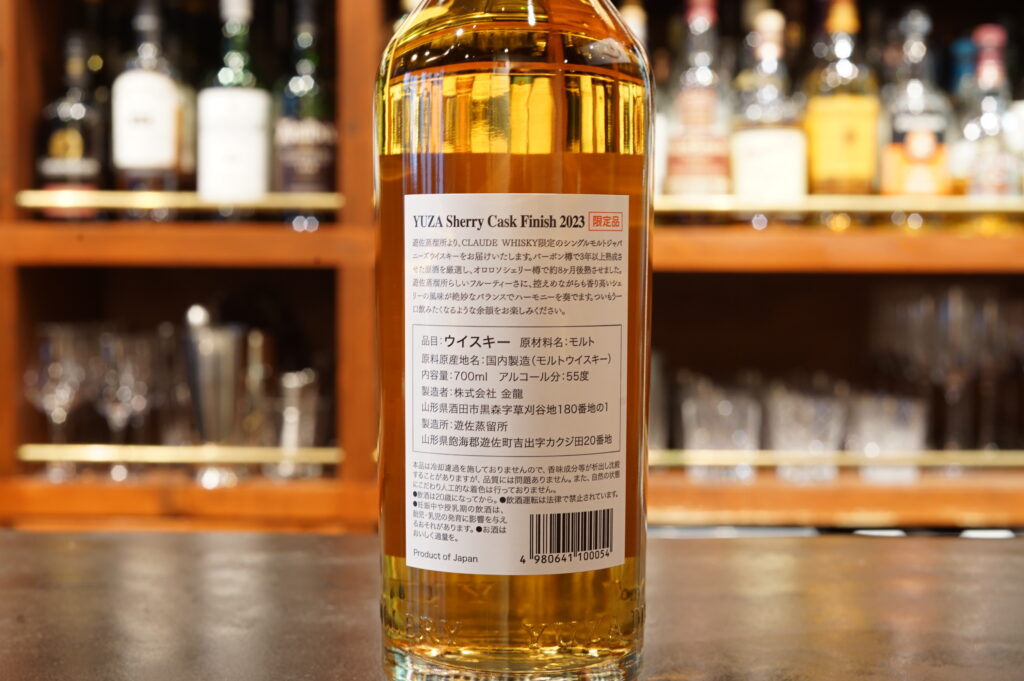 YUZA Sherry Cask Finish 2023 限定品
遊佐蒸溜所より、CLAUDE WHISKY限定のシングルモルトジャパ
ニーズウイスキーをお届けいたします。バーボン樽で3年以上熟成さ
せた原酒を厳選し、オロロソシェリー樽で約8ヶ月後熟させました。
遊佐蒸溜所らしいフルーティーさに、控えめながらも香り高いシェ
リーの風味が絶妙なバランスでハーモニーを奏でます。ついもう一
口飲みたくなるような余韻をお楽しみください。
品目:ウイスキー 原材料名:モルト
原料原産地名:国内製造(モルトウイスキー)
内容量:700ml アルコール分:55度
製造者:株式会社 金龍
山形県酒田市黒森字草刈谷地180番地の1
製造所:遊佐蒸留所
山形県飽海郡遊佐町吉出字カクジ田20番地
本品は冷却濾過を施しておりませんので、香味成分等が析出し沈殿
することがありますが、品質には問題ありません。また、自然の状態
にこだわり人工的な着色は行っておりません。
●飲酒は20歳になってから。●飲酒運転は法律で禁止されています。
●妊娠中や授乳期の飲酒は、
胎児・乳児の発育に影響を与え
るおそれがあります。●お酒は
おいしく適量を。
Product of Japan
4 980641 100054
YUZA